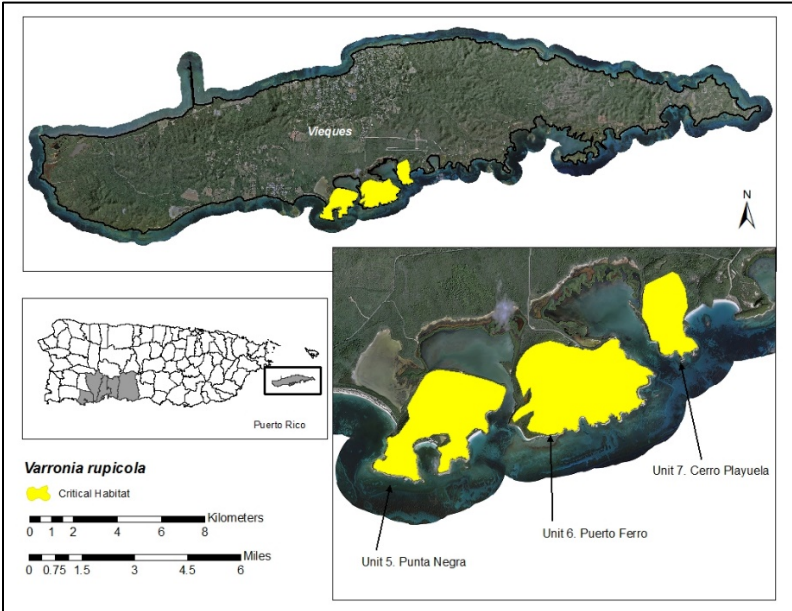 Vieques
N
Puerto Rico
Varronia rupicola
Critical Habitat
Kilometers
0 1 2 4 6 8
Miles
0 0.75 1.5 3 4.5 6
Unit 7. Cerro Playuela
Unit 6. Puerto Ferro
Unit 5. Punta Negra